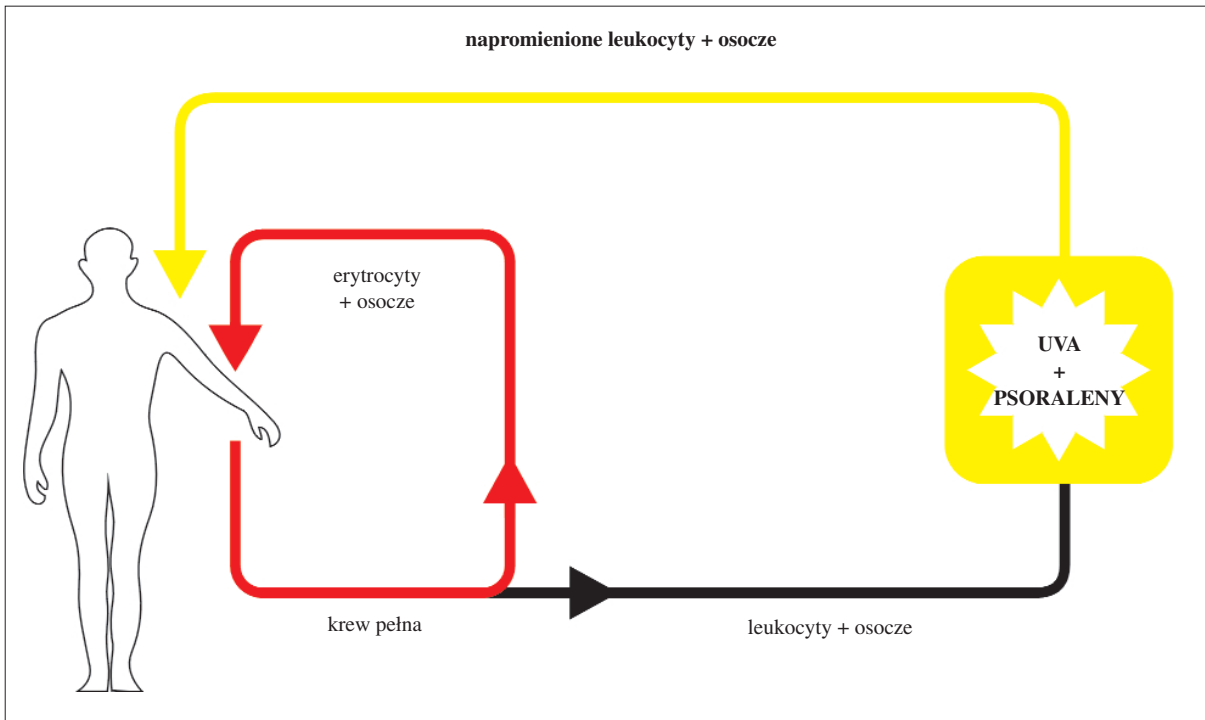 napromienione leukocyty + osocze
erytrocyty
+ osocze
UVA
+
PSORALENY
krew pełna
leukocyty + osocze